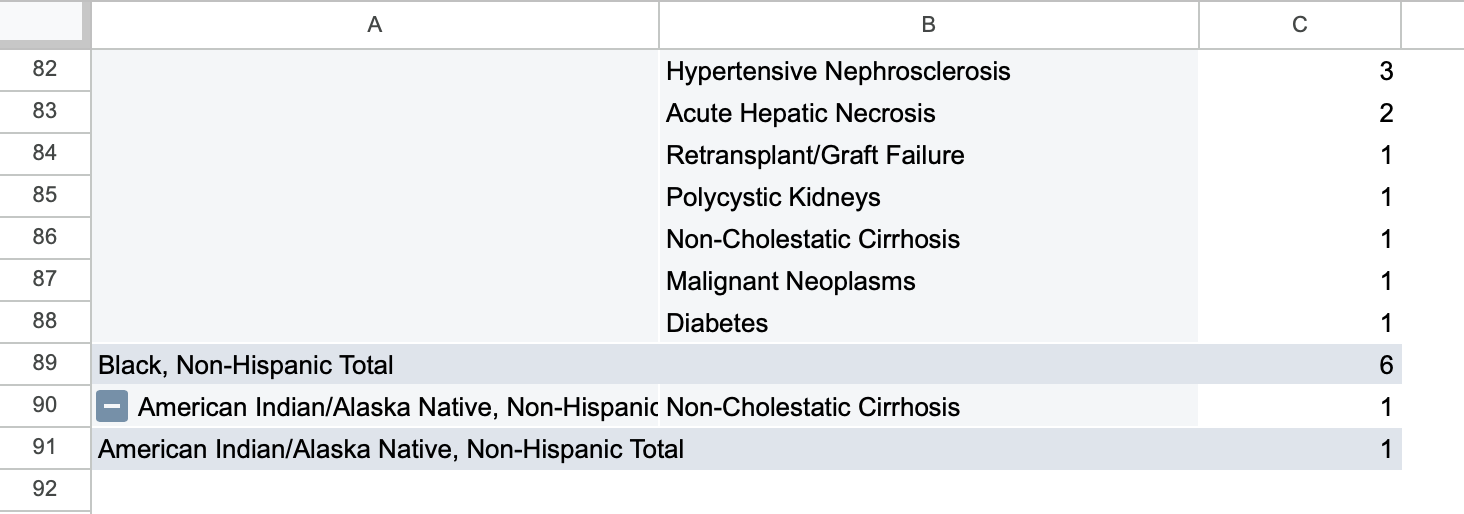 A B C
82 Hypertensive Nephrosclerosis 3
83 Acute Hepatic Necrosis 2
84 Retransplant/Graft Failure 1
85 Polycystic Kidneys 1
86 Non-Cholestatic Cirrhosis 1
87 Malignant Neoplasms 1
88 Diabetes 1
89 Black, Non-Hispanic Total 6
90 American Indian/Alaska Native, Non-Hispanic Non-Cholestatic Cirrhosis 1
91 American Indian/Alaska Native, Non-Hispanic Total 1
92